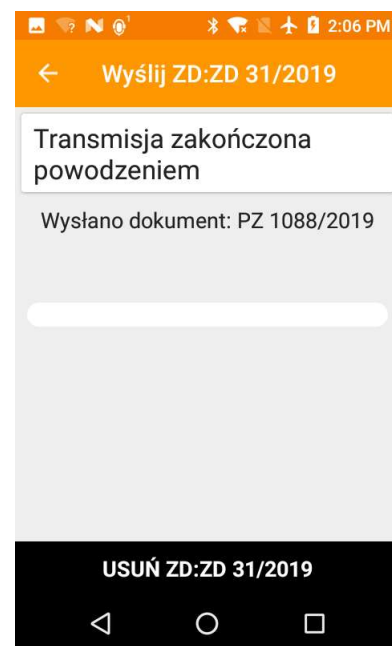 2:06 PM
Wyślij ZD:ZD 31/2019
Transmisja zakończona
powodzeniem
Wysłano dokument: PZ 1088/2019
USUŃ ZD:ZD 31/2019